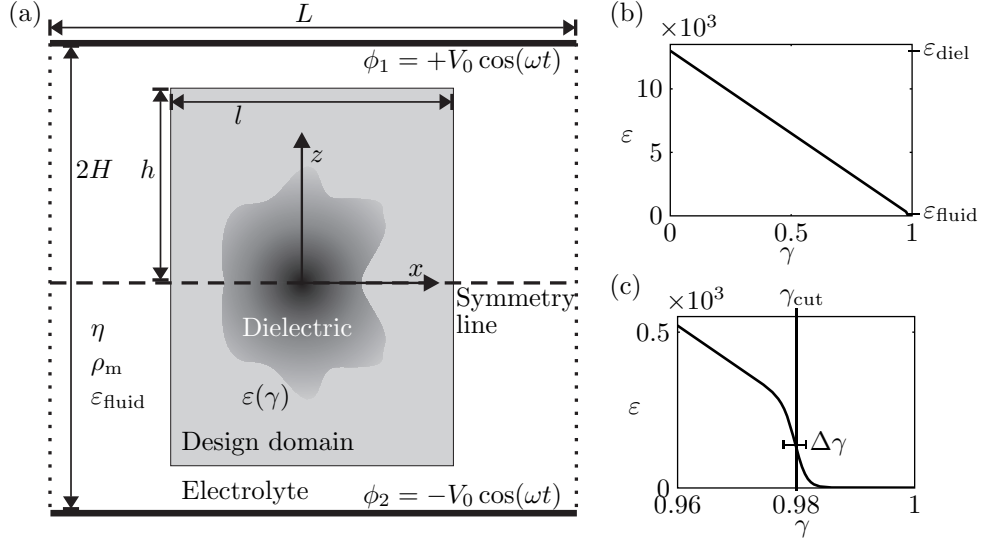 (a)
L
ϕ₁ = +V₀ cos(ωt)
l
2H
h
z
x
Symmetry
line
Dielectric
η
ρₘ
ε_fluid
ε(γ)
Design domain
Electrolyte
ϕ₂ = −V₀ cos(ωt)
(b)
×10³
ε_diel
10
ε
5
0
ε_fluid
0
0.5
1
γ
(c)
×10³
γ_cut
0.5
ε
Δγ
0
0.96
0.98
1
γ